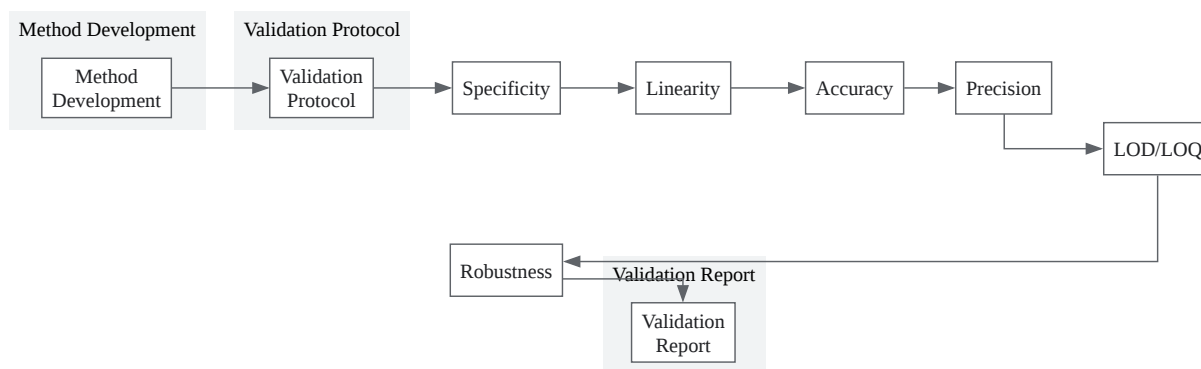 Method Development
Validation Protocol
Method
Development
Validation
Protocol
Specificity
Linearity
Accuracy
Precision
LOD/LOQ
Robustness
Validation Report
Validation
Report